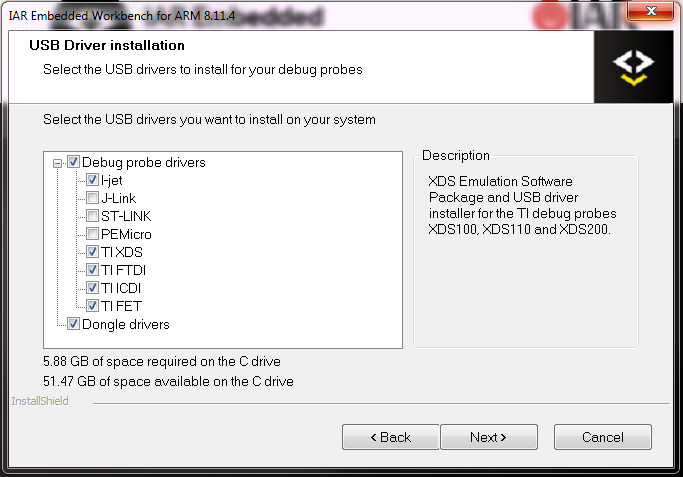 IAR Embedded Workbench for ARM 8.11.4
USB Driver installation
Select the USB drivers to install for your debug probes
Select the USB drivers you want to install on your system
Debug probe drivers
I-jet
J-Link
ST-LINK
PEMicro
TI XDS
TI FTDI
TI ICDI
TI FET
Dongle drivers
Description
XDS Emulation Software
Package and USB driver
installer for the TI debug probes
XDS100, XDS110 and XDS200.
5.88 GB of space required on the C drive
51.47 GB of space available on the C drive
InstallShield
< Back
Next >
Cancel